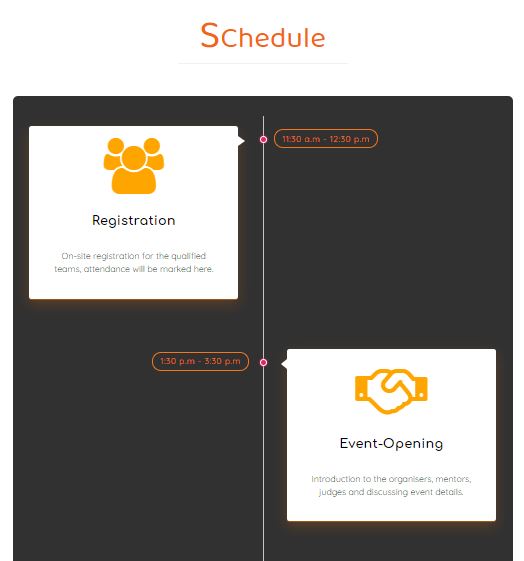 Schedule
11:30 a.m - 12:30 p.m
Registration
On-site registration for the qualified
teams, attendance will be marked here.
1:30 p.m - 3:30 p.m
Event-Opening
Introduction to the organisers, mentors,
judges and discussing event details.